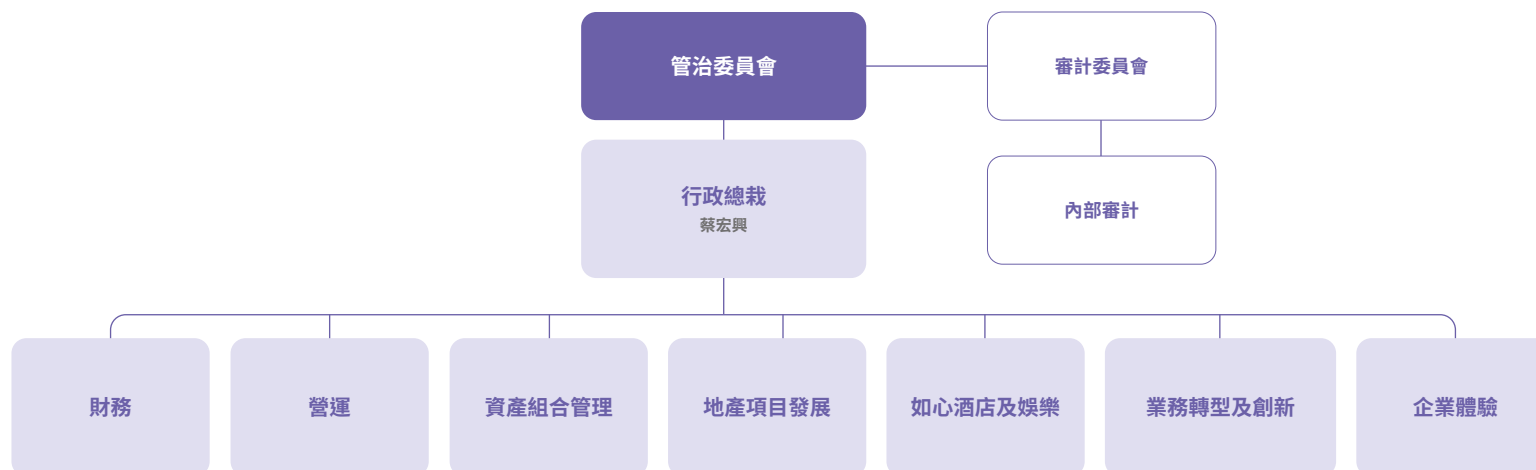 管治委員會
審計委員會
行政總裁
蔡宏興
內部審計
財務
營運
資產組合管理
地產項目發展
如心酒店及娛樂
業務轉型及創新
企業體驗